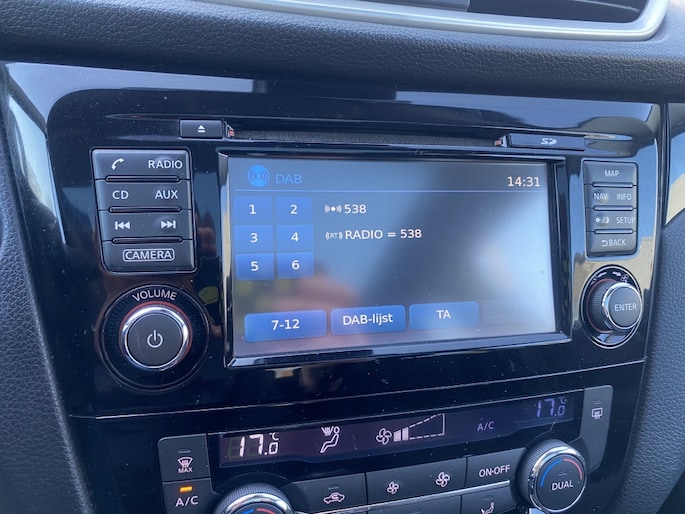 SD
RADIO
CD AUX
CAMERA
VOLUME
DAB
14:31
1 2
538
3 4
RT RADIO = 538
5 6
7-12
DAB-lijst
TA
MAP
NAV INFO
SETUP
BACK
ENTER
17.0 °C
A/C
17.0 °C
MAX
A/C
ON·OFF
DUAL